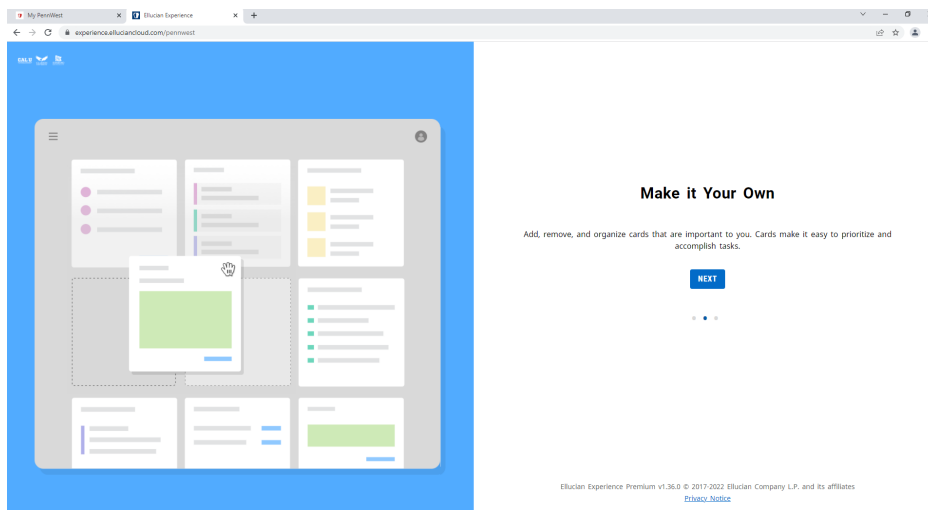 My PennWest
Ellucian Experience
experience.elluciancloud.com/pennwest
CALU
Make it Your Own
Add, remove, and organize cards that are important to you. Cards make it easy to prioritize and
accomplish tasks.
NEXT
Ellucian Experience Premium v1.36.0 © 2017-2022 Ellucian Company L.P. and its affiliates
Privacy Notice